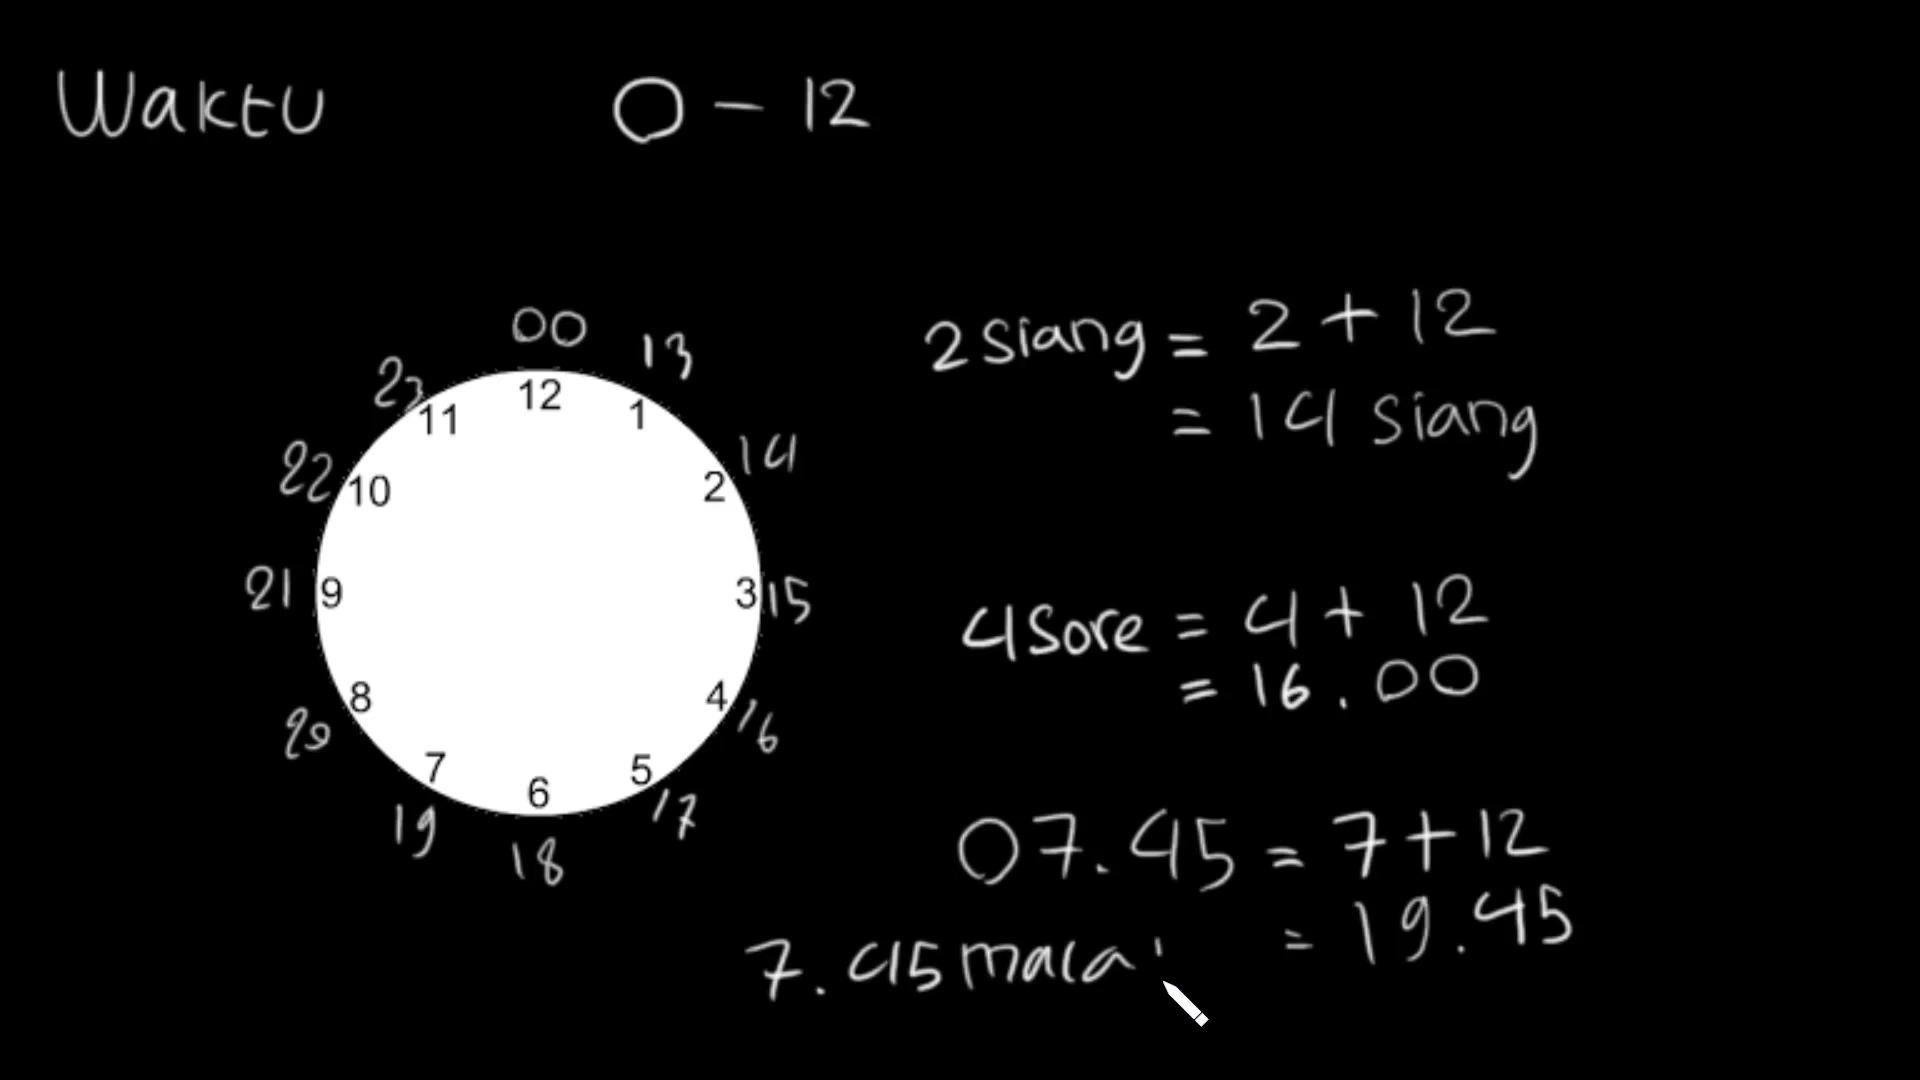 Waktu 0 - 12
00
23 13
11 12 1
22 10 2 14
21 9 3 15
20 8 4 16
19 7 6 5 17
18
2 siang = 2 + 12
= 14 siang
4 sore = 4 + 12
= 16.00
07.45 = 7 + 12
= 19.45
7.45 mala